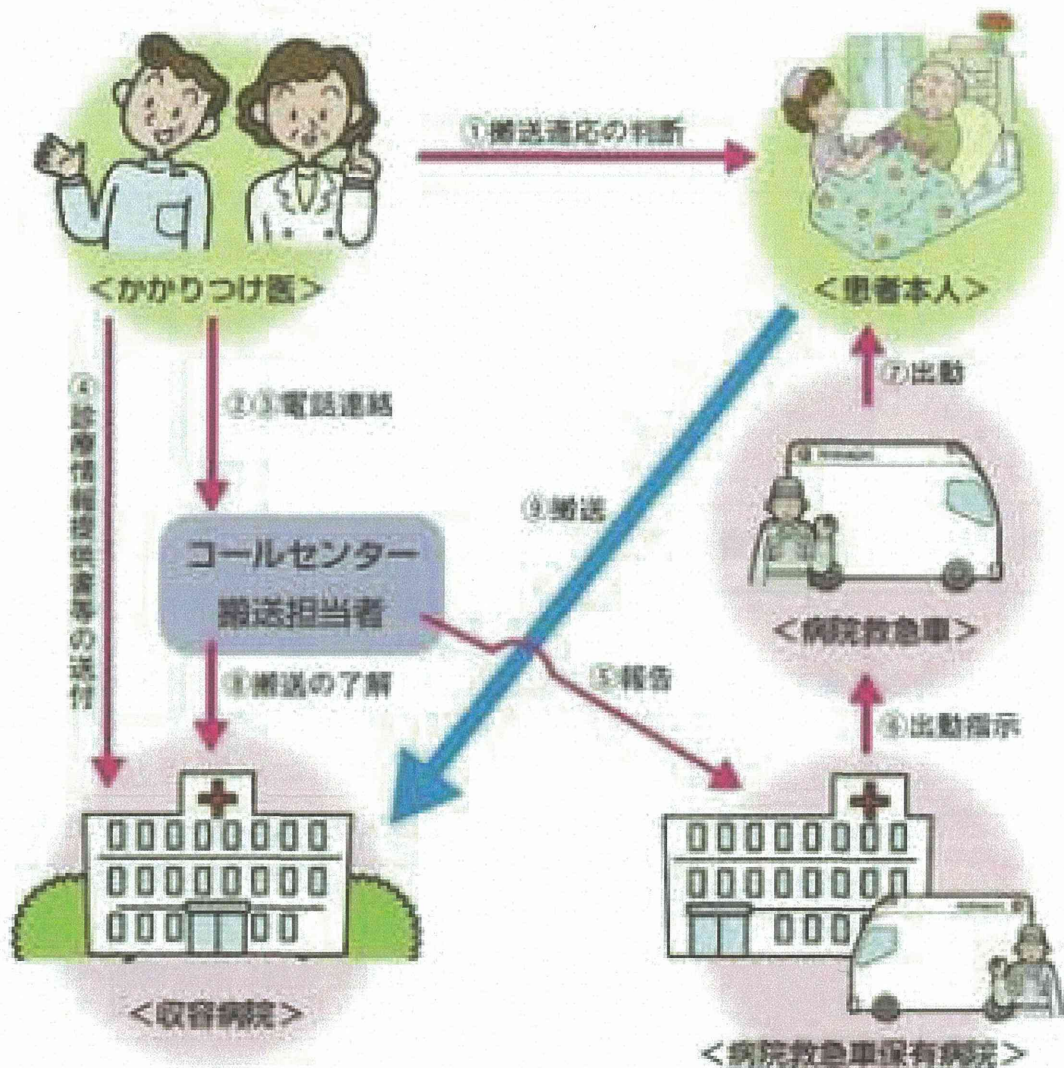 ①搬送適応の判断
<かかりつけ医>
<患者本人>
④診療情報提供書等の送付
②③電話連絡
⑦出動
⑨搬送
コールセンター
搬送担当者
<病院救急車>
⑧搬送の了解
⑤報告
⑥出動指示
<収容病院>
<病院救急車保有病院>